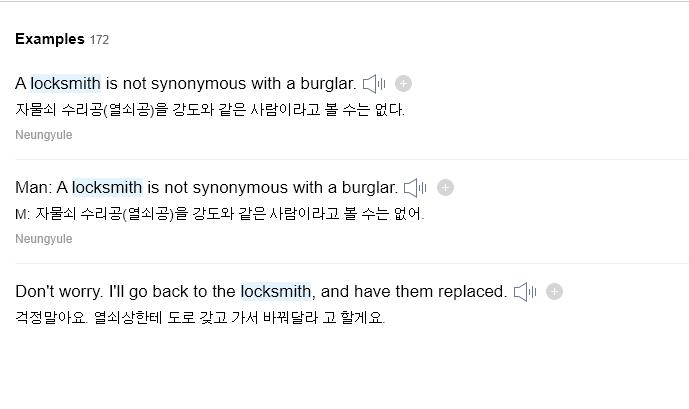 Examples 172
A locksmith is not synonymous with a burglar.
자물쇠 수리공(열쇠공)을 강도와 같은 사람이라고 볼 수는 없다.
Neungyule
Man: A locksmith is not synonymous with a burglar.
M: 자물쇠 수리공(열쇠공)을 강도와 같은 사람이라고 볼 수는 없어.
Neungyule
Don't worry. I'll go back to the locksmith, and have them replaced.
걱정말아요. 열쇠상한테 도로 갖고 가서 바꿔달라 고 할게요.